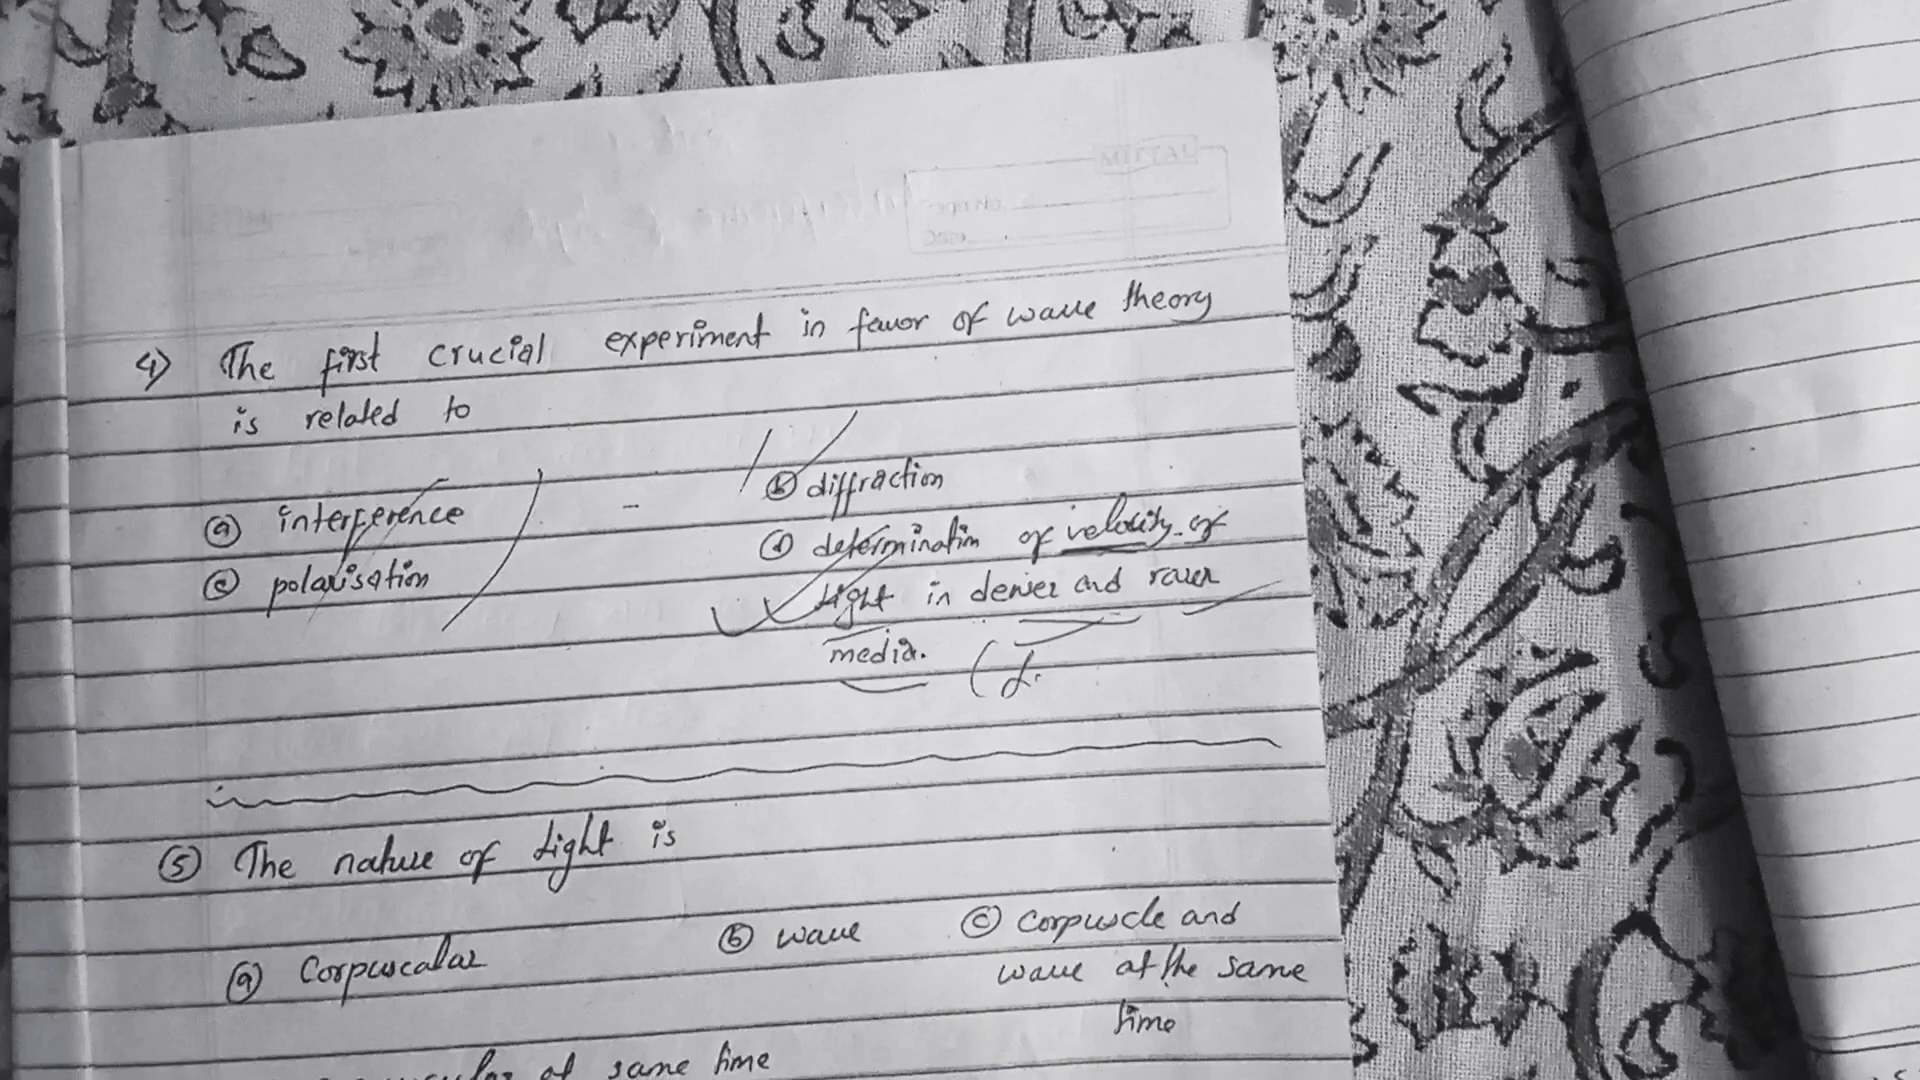 4) The first crucial experiment in favor of wave theory
is related to
(a) interference (b) diffraction
(c) polarisation (d) determination of velocity of
light in denser and rarer
media. (d.
(5) The nature of light is
(a) Corpuscalar (b) wave (c) corpuscle and
wave at the same
time
at same time